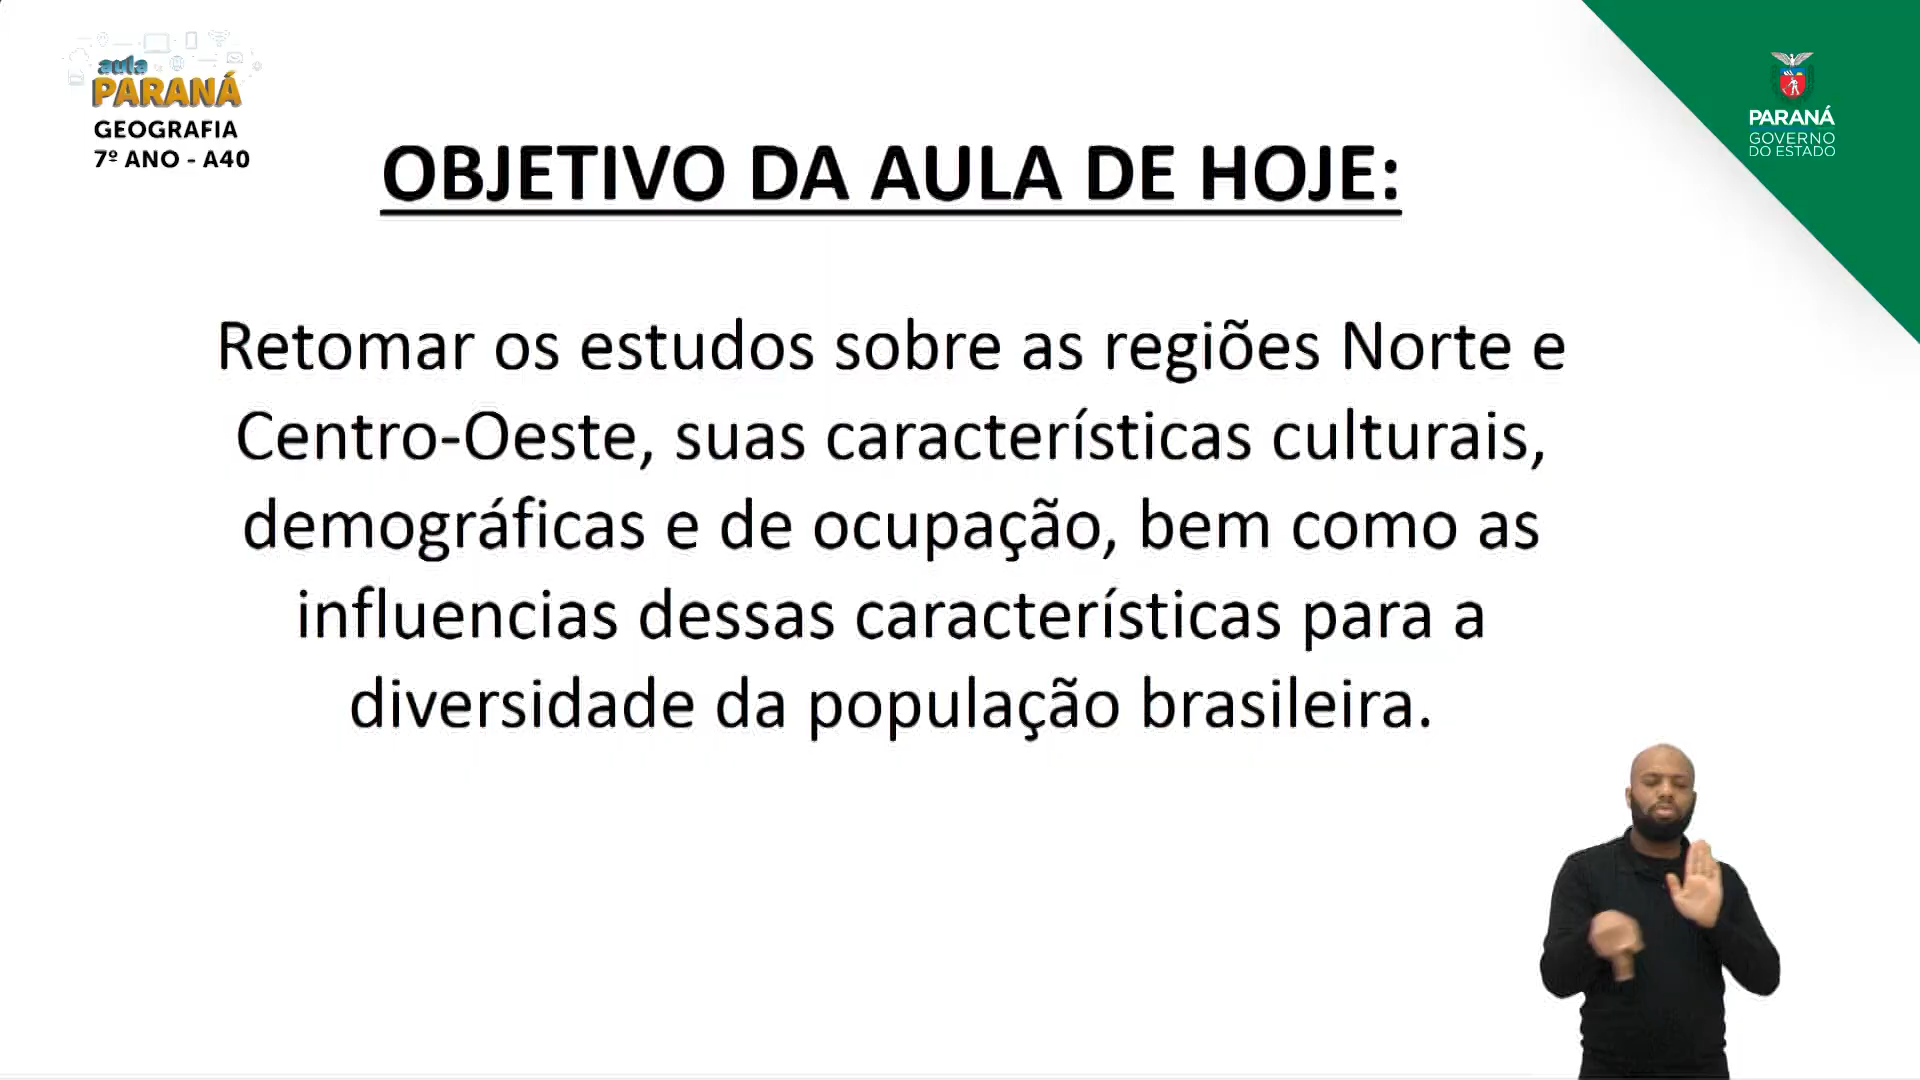 aula
PARANÁ
GEOGRAFIA
7º ANO - A40
PARANÁ
GOVERNO
DO ESTADO
OBJETIVO DA AULA DE HOJE:
Retomar os estudos sobre as regiões Norte e
Centro-Oeste, suas características culturais,
demográficas e de ocupação, bem como as
influencias dessas características para a
diversidade da população brasileira.